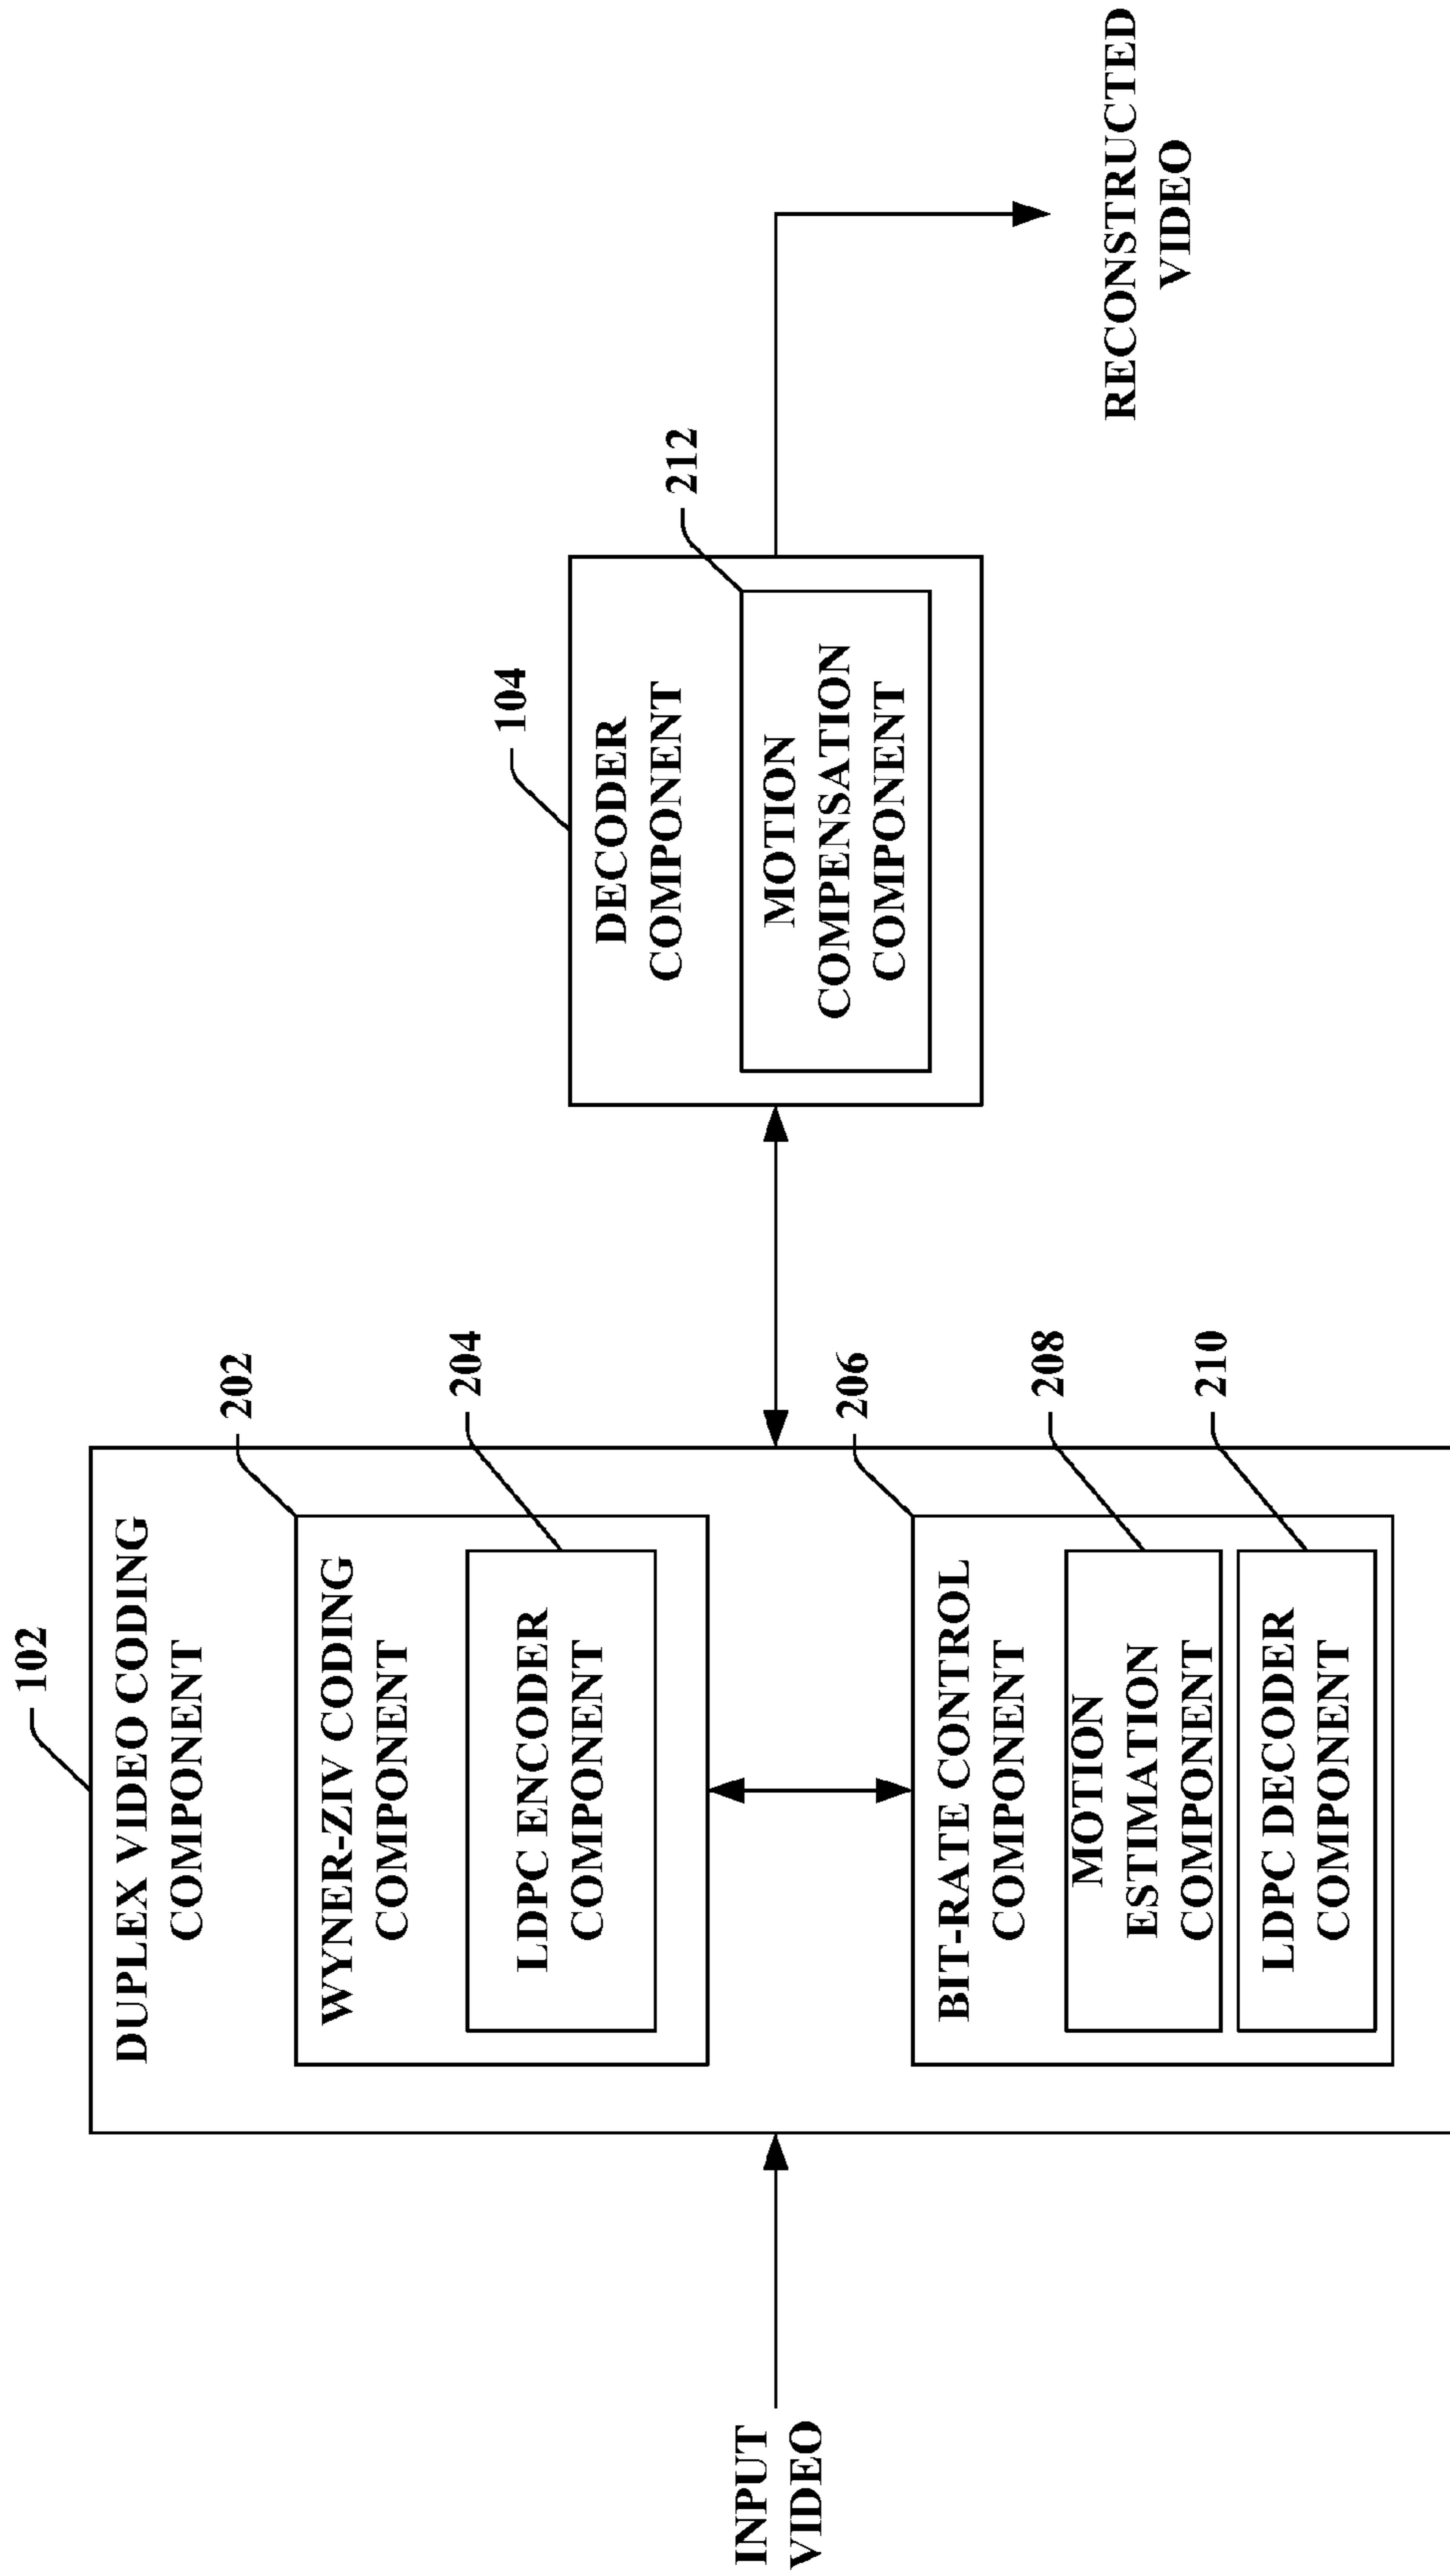 INPUT
VIDEO
102
DUPLEX VIDEO CODING
COMPONENT
202
WYNER-ZIV CODING
COMPONENT
204
LDPC ENCODER
COMPONENT
206
BIT-RATE CONTROL
COMPONENT
208
MOTION
ESTIMATION
COMPONENT
210
LDPC DECODER
COMPONENT
104
DECODER
COMPONENT
212
MOTION
COMPENSATION
COMPONENT
RECONSTRUCTED
VIDEO